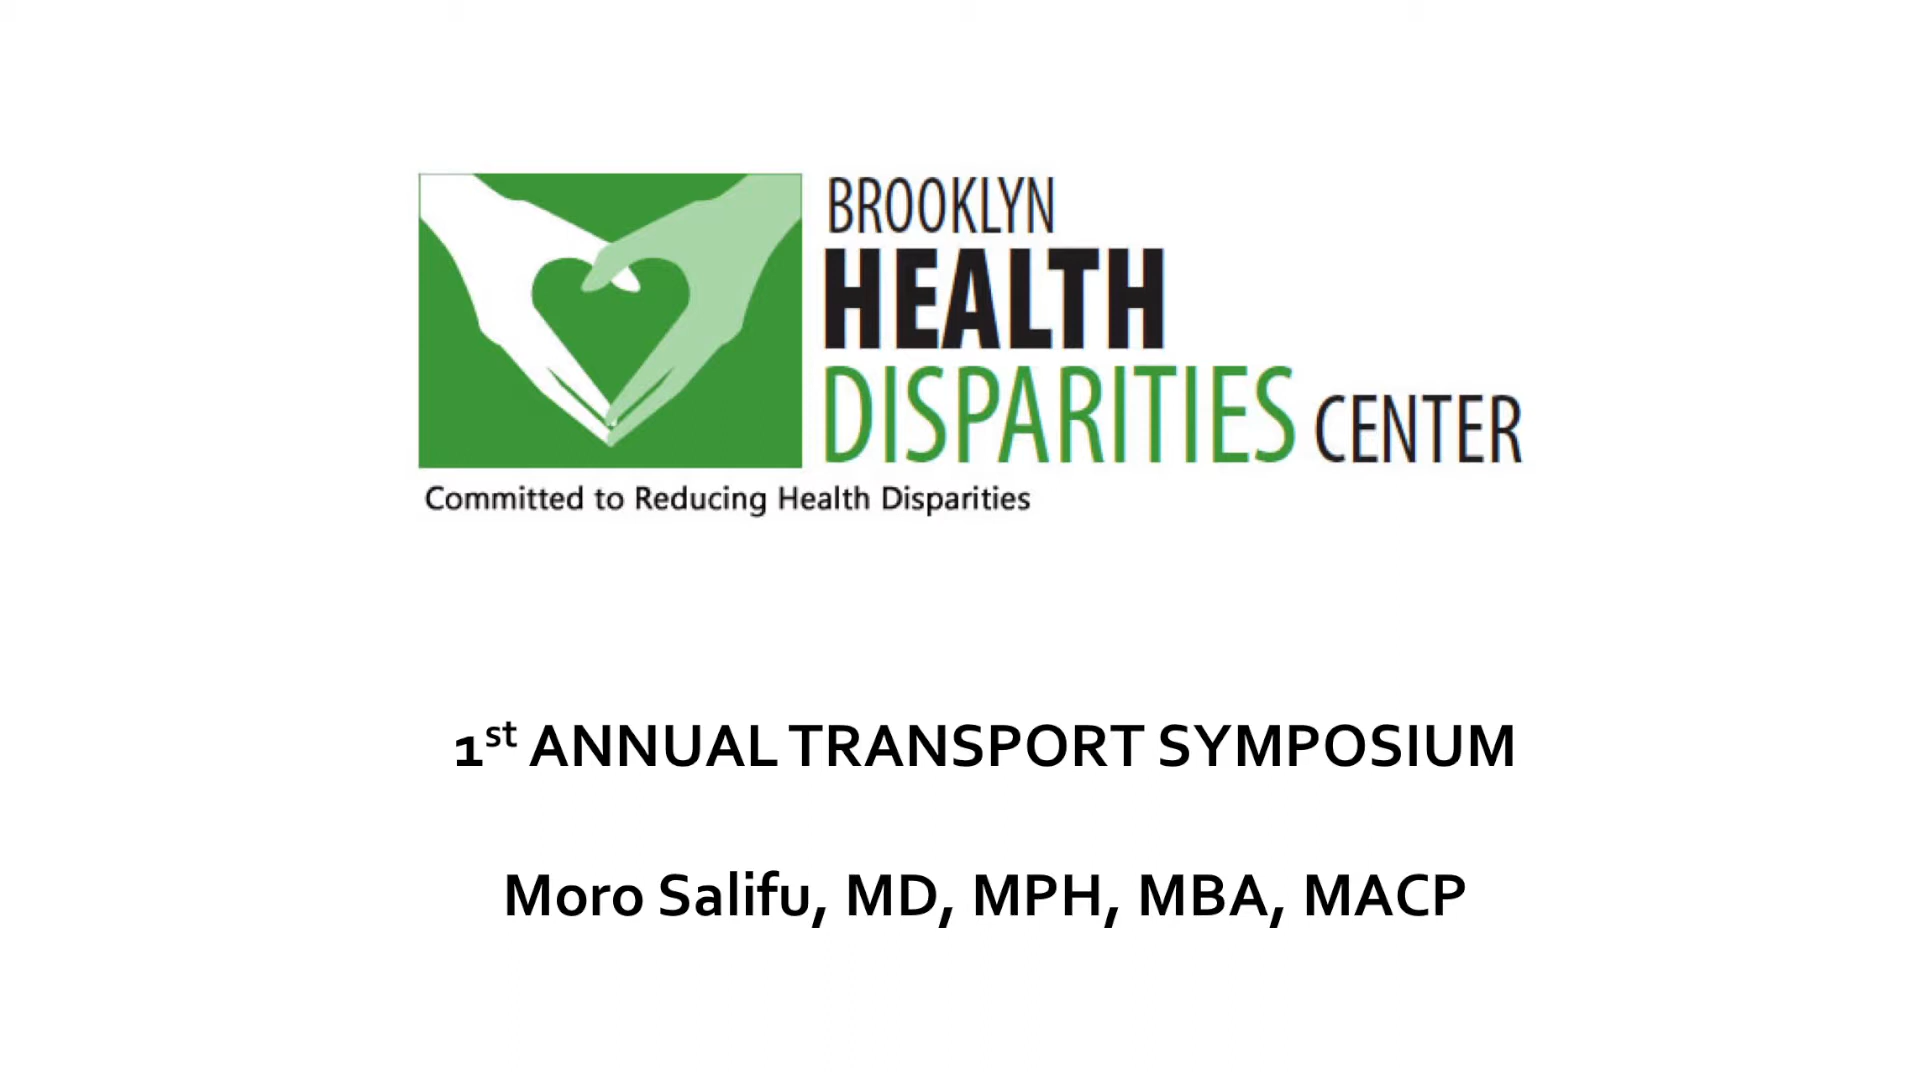 BROOKLYN
HEALTH
DISPARITIES CENTER
Committed to Reducing Health Disparities
1st ANNUAL TRANSPORT SYMPOSIUM
Moro Salifu, MD, MPH, MBA, MACP